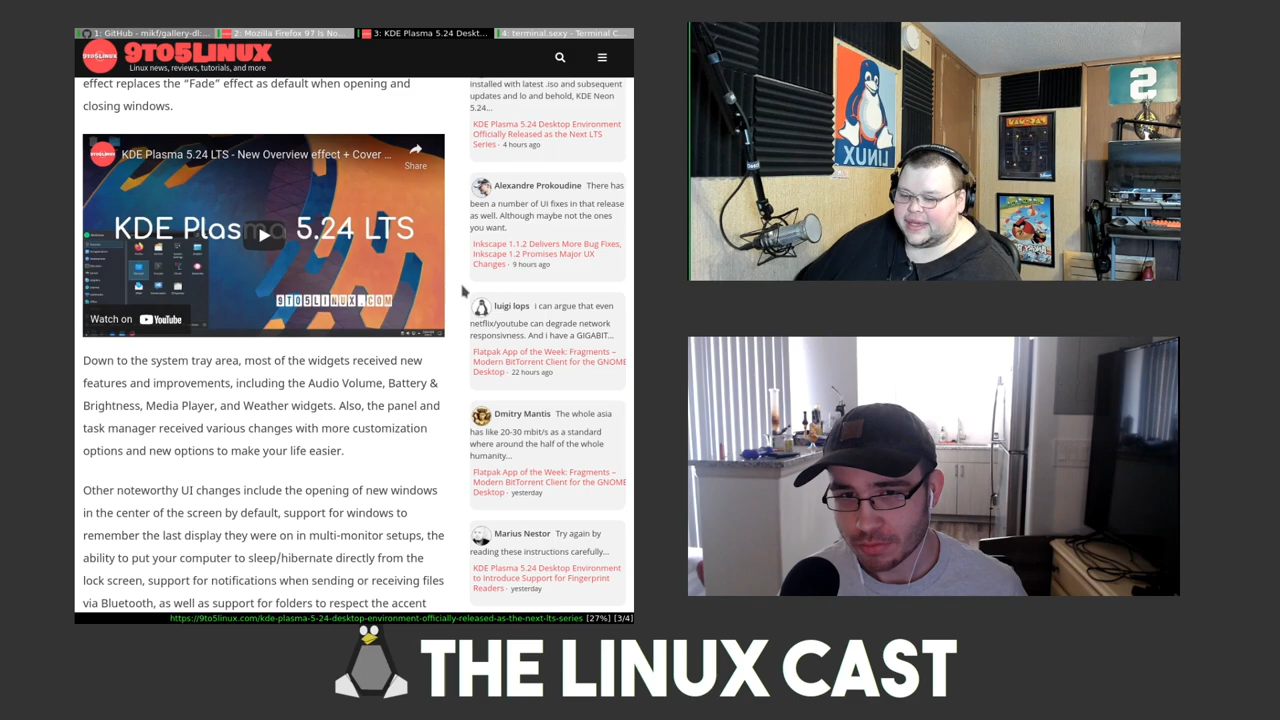 1: GitHub - mikf/gallery-dl:...
2: Mozilla Firefox 97 Is No...
3: KDE Plasma 5.24 Deskt...
4: terminal.sexy - Terminal C...
9TO5LINUX
Linux news, reviews, tutorials, and more
effect replaces the “Fade” effect as default when opening and
closing windows.
KDE Plasma 5.24 LTS - New Overview effect + Cover ...
Share
KDE Plasma 5.24 LTS
9TO5LINUX.COM
Watch on YouTube
Down to the system tray area, most of the widgets received new
features and improvements, including the Audio Volume, Battery &
Brightness, Media Player, and Weather widgets. Also, the panel and
task manager received various changes with more customization
options and new options to make your life easier.
Other noteworthy UI changes include the opening of new windows
in the center of the screen by default, support for windows to
remember the last display they were on in multi-monitor setups, the
ability to put your computer to sleep/hibernate directly from the
lock screen, support for notifications when sending or receiving files
via Bluetooth, as well as support for folders to respect the accent
installed with latest .iso and subsequent
updates and lo and behold, KDE Neon
5.24...
KDE Plasma 5.24 Desktop Environment
Officially Released as the Next LTS
Series · 4 hours ago
Alexandre Prokoudine There has
been a number of UI fixes in that release
as well. Although maybe not the ones
you want.
Inkscape 1.1.2 Delivers More Bug Fixes,
Inkscape 1.2 Promises Major UX
Changes · 9 hours ago
luigi lops i can argue that even
netflix/youtube can degrade network
responsivness. And i have a GIGABIT...
Flatpak App of the Week: Fragments –
Modern BitTorrent Client for the GNOME
Desktop · 22 hours ago
Dmitry Mantis The whole asia
has like 20-30 mbit/s as a standard
where around the half of the whole
humanity...
Flatpak App of the Week: Fragments –
Modern BitTorrent Client for the GNOME
Desktop · yesterday
Marius Nestor Try again by
reading these instructions carefully...
KDE Plasma 5.24 Desktop Environment
to Introduce Support for Fingerprint
Readers · yesterday
https://9to5linux.com/kde-plasma-5-24-desktop-environment-officially-released-as-the-next-lts-series [27%] [3/4]
LINUX
PAC-MAN
THE LINUX CAST